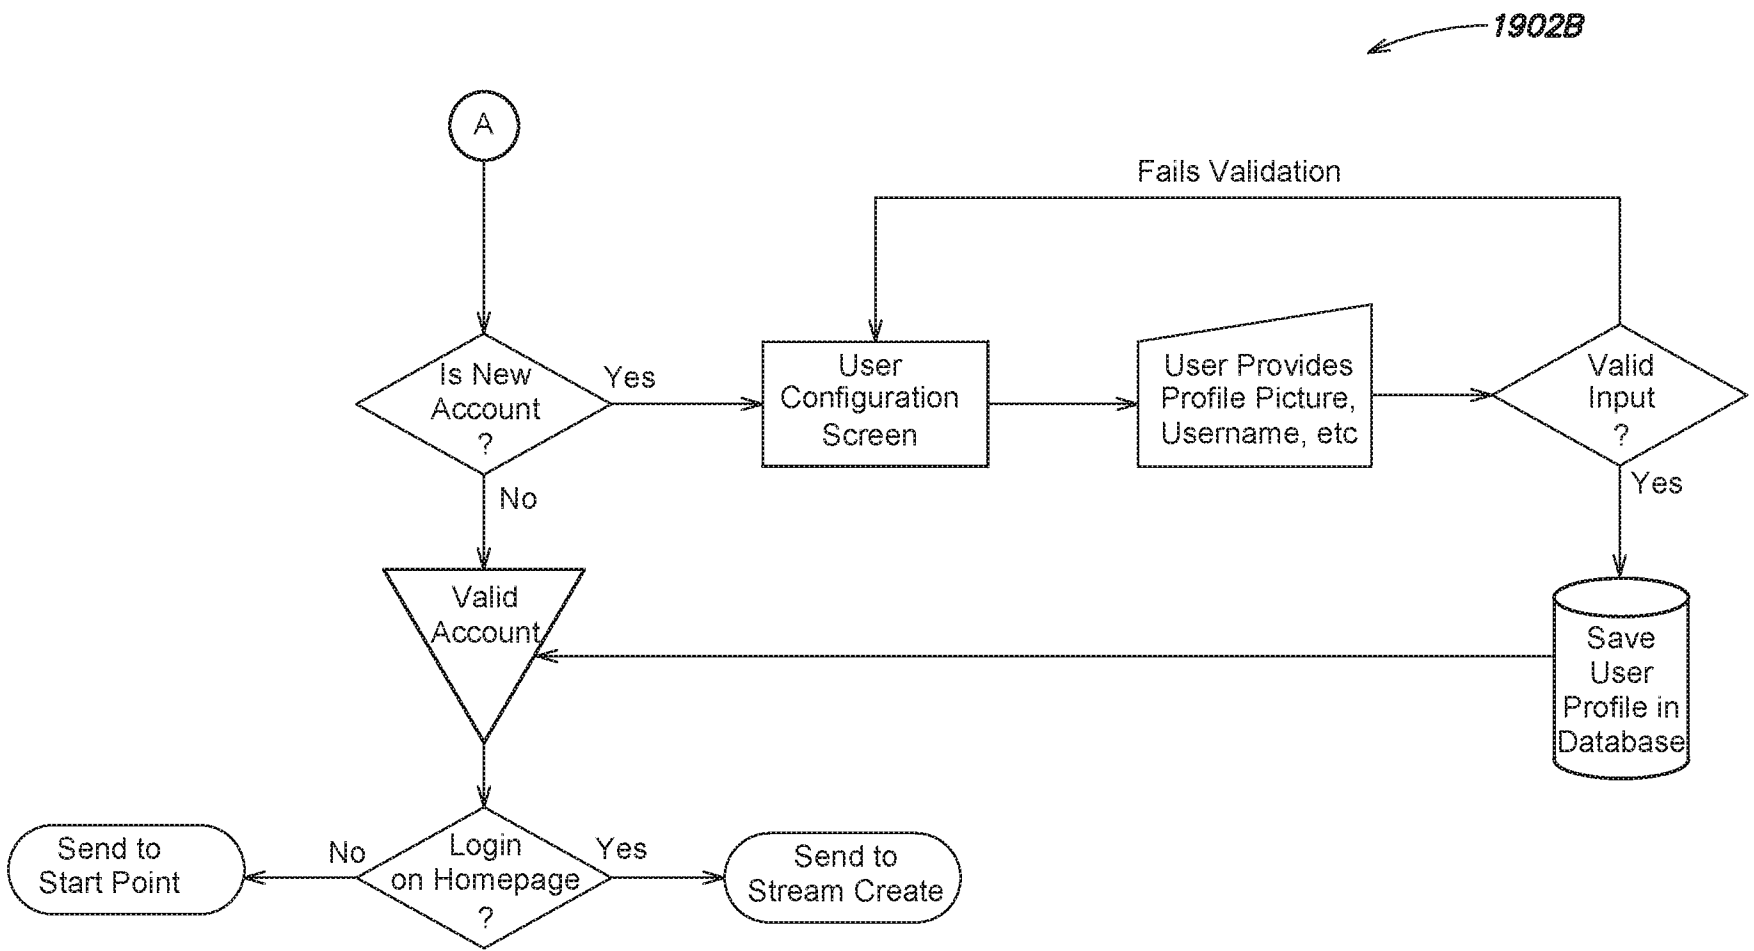 1902B
A
Fails Validation
Is New
Account
?
Yes
No
User
Configuration
Screen
User Provides
Profile Picture,
Username, etc
Valid
Input
?
Yes
Valid
Account
Save
User
Profile in
Database
Send to
Start Point
No
Login
on Homepage
?
Yes
Send to
Stream Create